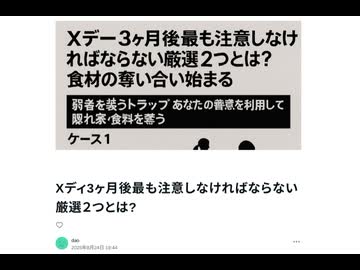 Xデー3ヶ月後最も注意しなけ
ればならない厳選2つとは?
食材の奪い合い始まる
弱者を装うトラップ あなたの善意を利用して
隠れ家・食料を奪う
ケース1
Xディ3ヶ月後最も注意しなければならない
厳選2つとは?
dao
2025年8月24日 19:44